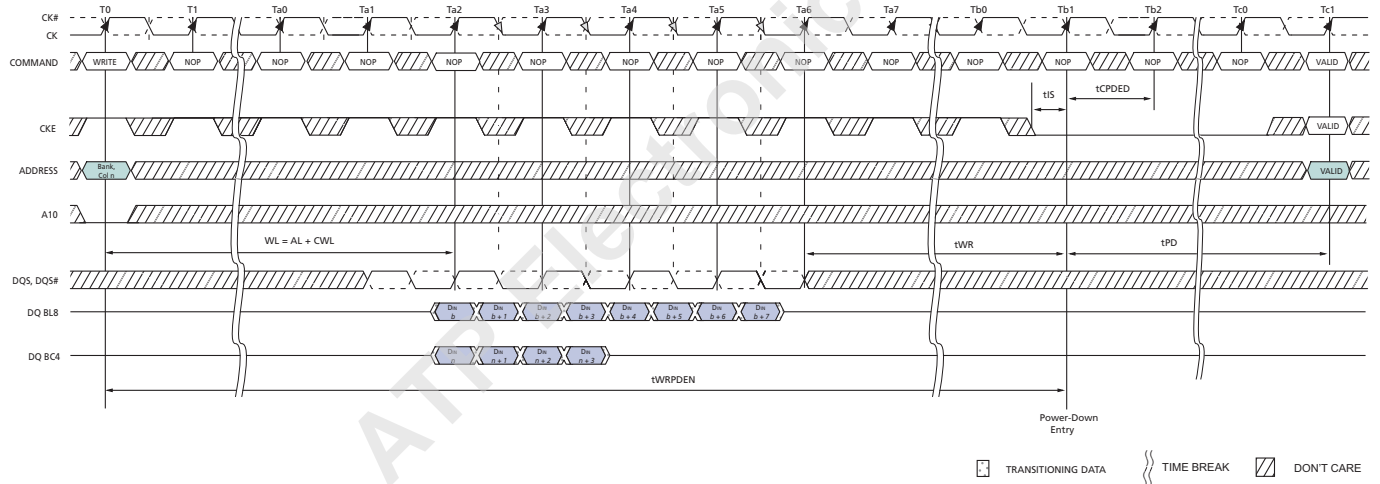 T0 T1 Ta0 Ta1 Ta2 Ta3 Ta4 Ta5 Ta6 Ta7 Tb0 Tb1 Tb2 Tc0 Tc1
CK#
CK
COMMAND WRITE NOP NOP NOP NOP NOP NOP NOP NOP NOP NOP NOP NOP NOP VALID
tIS tCPDED
CKE VALID
ADDRESS Bank, Col n VALID
A10
WL = AL + CWL tWR tPD
DQS, DQS#
DQ BL8 DIN b DIN b + 1 DIN b + 2 DIN b + 3 DIN b + 4 DIN b + 5 DIN b + 6 DIN b + 7
DQ BC4 DIN n DIN n + 1 DIN n + 2 DIN n + 3
tWRPDEN
Power-Down
Entry
TRANSITIONING DATA TIME BREAK DON'T CARE
ATP Electronic